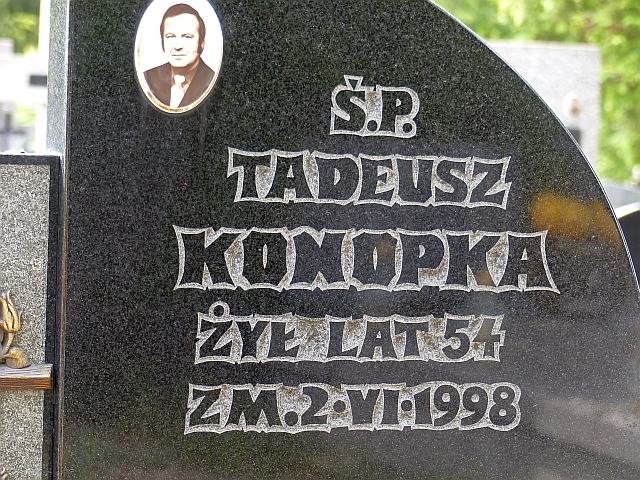 Ś.P.
TADEUSZ
KONOPKA
ŻYŁ LAT 54
ZM. 2·VI·1998